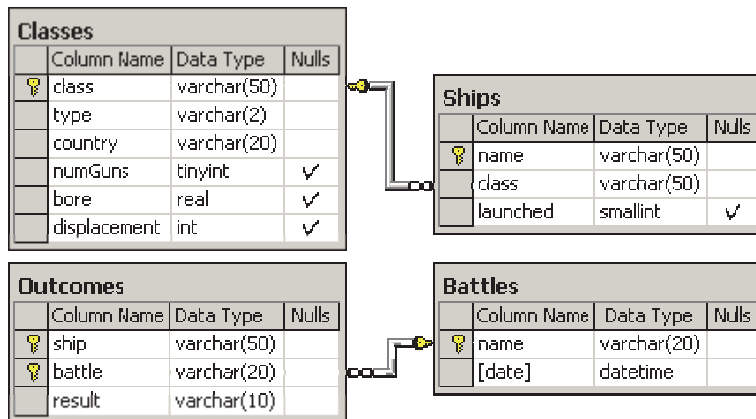 Classes
Column Name Data Type Nulls
class varchar(50)
type varchar(2)
country varchar(20)
numGuns tinyint
bore real
displacement int
Ships
Column Name Data Type Nulls
name varchar(50)
class varchar(50)
launched smallint
Outcomes
Column Name Data Type Nulls
ship varchar(50)
battle varchar(20)
result varchar(10)
Battles
Column Name Data Type Nulls
name varchar(20)
[date] datetime